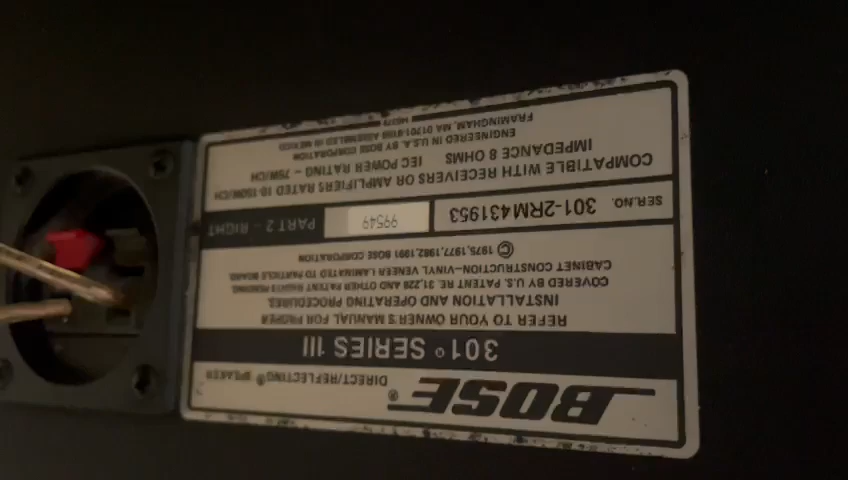 BOSE®
DIRECT/REFLECTING® SPEAKER
301® SERIES III
REFER TO YOUR OWNER'S MANUAL FOR PROPER
INSTALLATION AND OPERATING PROCEDURES.
COVERED BY U.S. PATENT RE. 31,228 AND OTHER PATENT RIGHTS PENDING.
CABINET CONSTRUCTION-VINYL VENEER LAMINATED TO PARTICLE BOARD.
© 1975,1977,1982,1991 BOSE CORPORATION
SER.NO. 301-2RM431953 99549 PART 2 - RIGHT
COMPATIBLE WITH RECEIVERS OR AMPLIFIERS RATED 10-150W/CH
IMPEDANCE 8 OHMS IEC POWER RATING - 75W/CH
ENGINEERED IN U.S.A. BY BOSE CORPORATION
FRAMINGHAM, MA 01701-9168 ASSEMBLED IN MEXICO